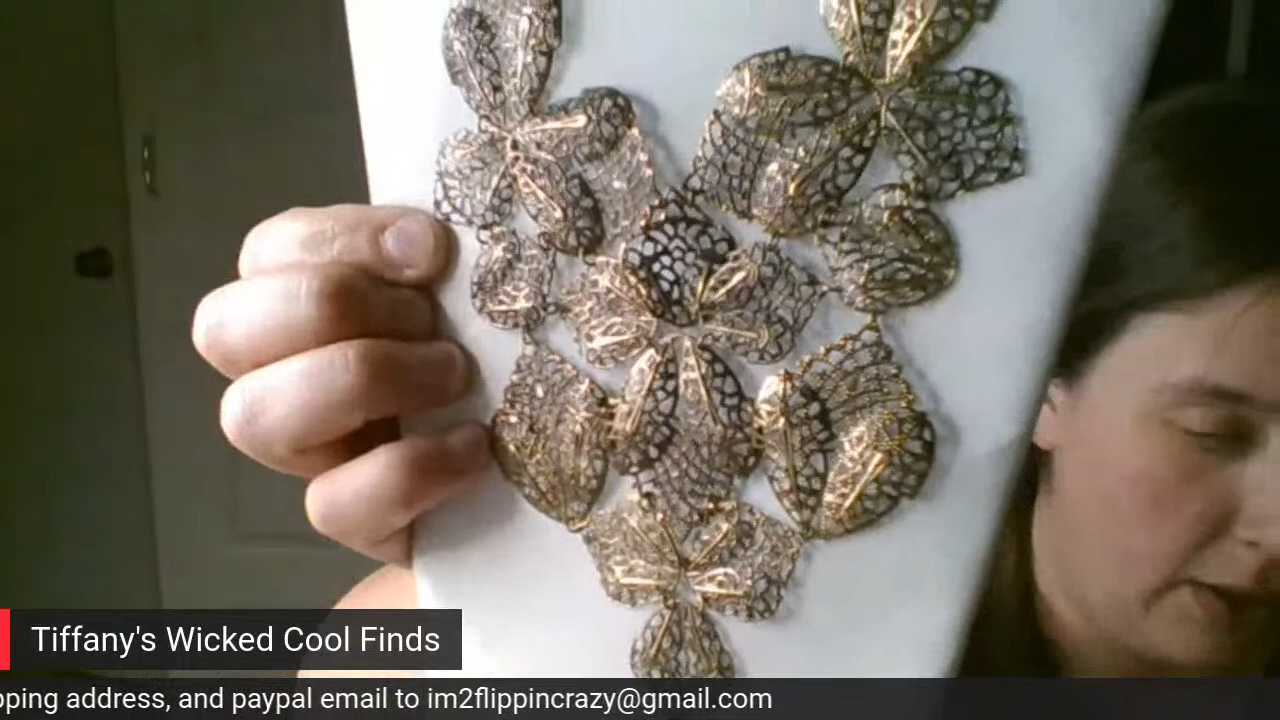 Tiffany's Wicked Cool Finds
pping address, and paypal email to im2flippincrazy@gmail.com